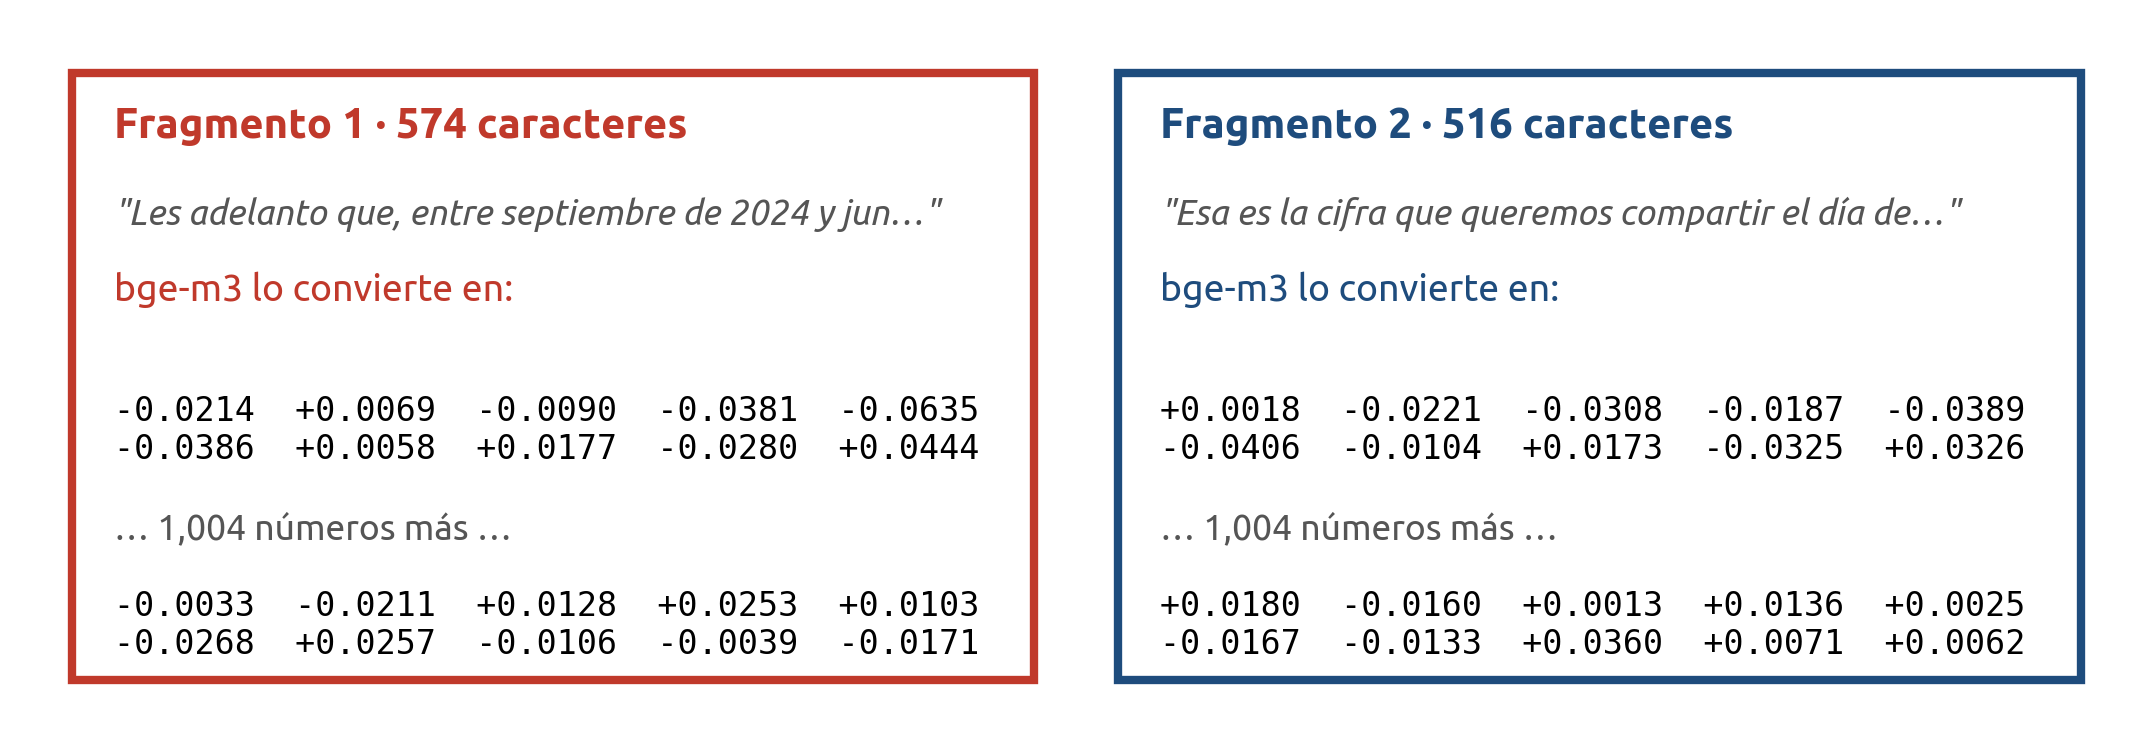 Fragmento 1 · 574 caracteres
"Les adelanto que, entre septiembre de 2024 y jun…"
bge-m3 lo convierte en:
-0.0214 +0.0069 -0.0090 -0.0381 -0.0635
-0.0386 +0.0058 +0.0177 -0.0280 +0.0444
… 1,004 números más …
-0.0033 -0.0211 +0.0128 +0.0253 +0.0103
-0.0268 +0.0257 -0.0106 -0.0039 -0.0171
Fragmento 2 · 516 caracteres
"Esa es la cifra que queremos compartir el día de…"
bge-m3 lo convierte en:
+0.0018 -0.0221 -0.0308 -0.0187 -0.0389
-0.0406 -0.0104 +0.0173 -0.0325 +0.0326
… 1,004 números más …
+0.0180 -0.0160 +0.0013 +0.0136 +0.0025
-0.0167 -0.0133 +0.0360 +0.0071 +0.0062